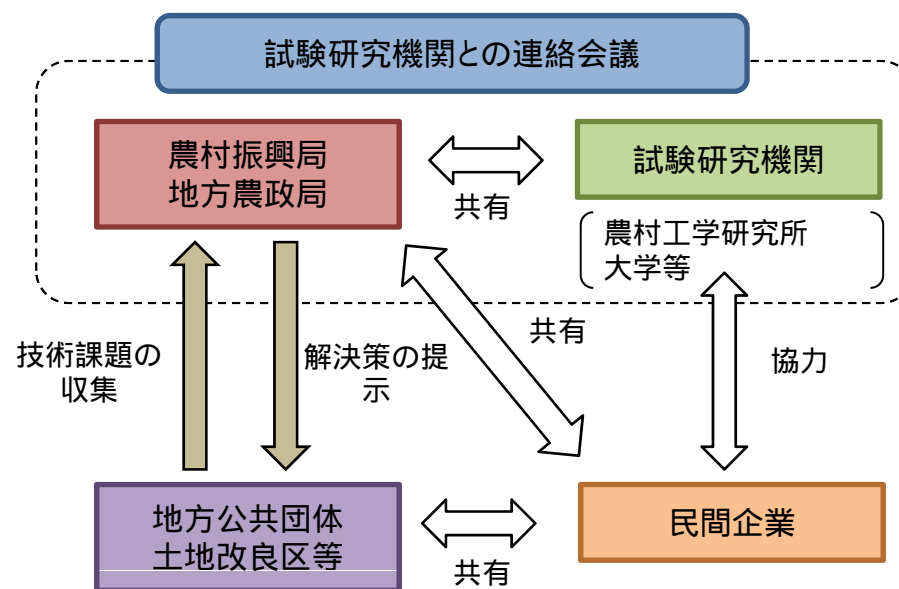 試験研究機関との連絡会議
農村振興局
地方農政局
共有
試験研究機関
農村工学研究所
大学等
技術課題の
収集
解決策の提
示
共有
協力
地方公共団体
土地改良区等
共有
民間企業